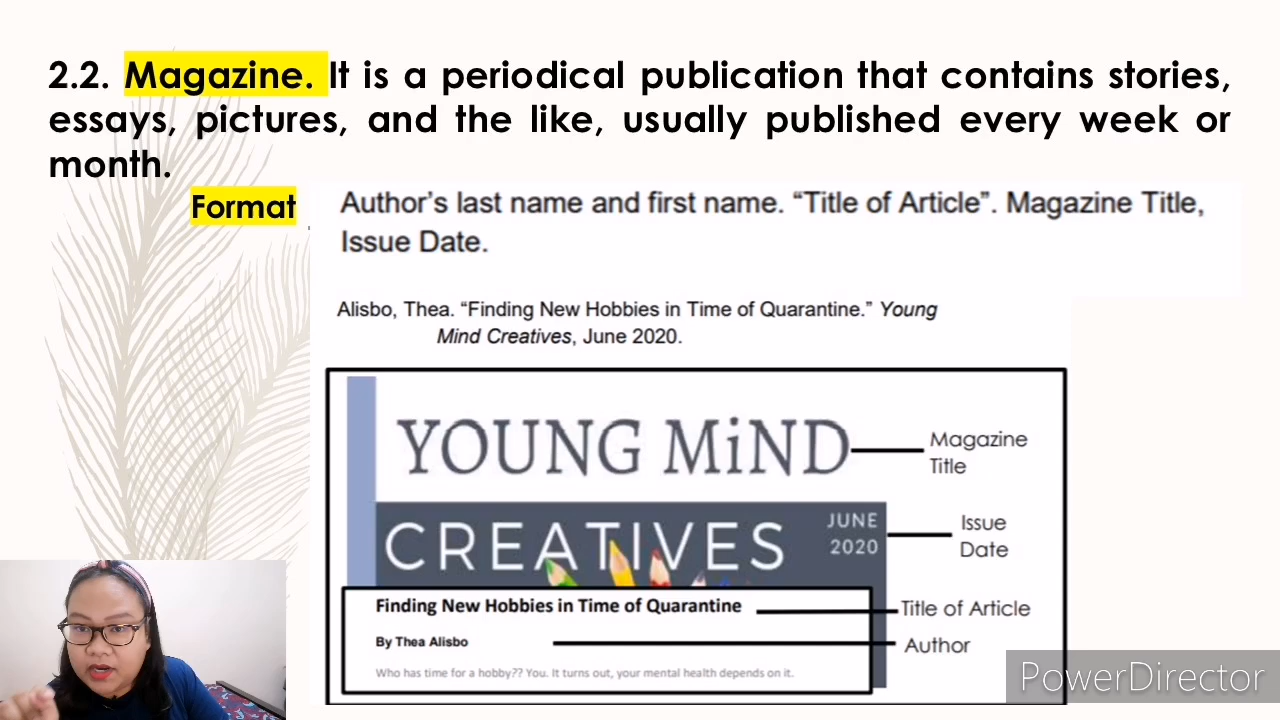 2.2. Magazine. It is a periodical publication that contains stories,
essays, pictures, and the like, usually published every week or
month.
Format
Author's last name and first name. “Title of Article”. Magazine Title,
Issue Date.
Alisbo, Thea. “Finding New Hobbies in Time of Quarantine.” Young
Mind Creatives, June 2020.
YOUNG MiND
Magazine
Title
CREATIVES
JUNE
2020
Issue
Date
Finding New Hobbies in Time of Quarantine
Title of Article
By Thea Alisbo
Author
Who has time for a hobby?? You. It turns out, your mental health depends on it.
PowerDirector